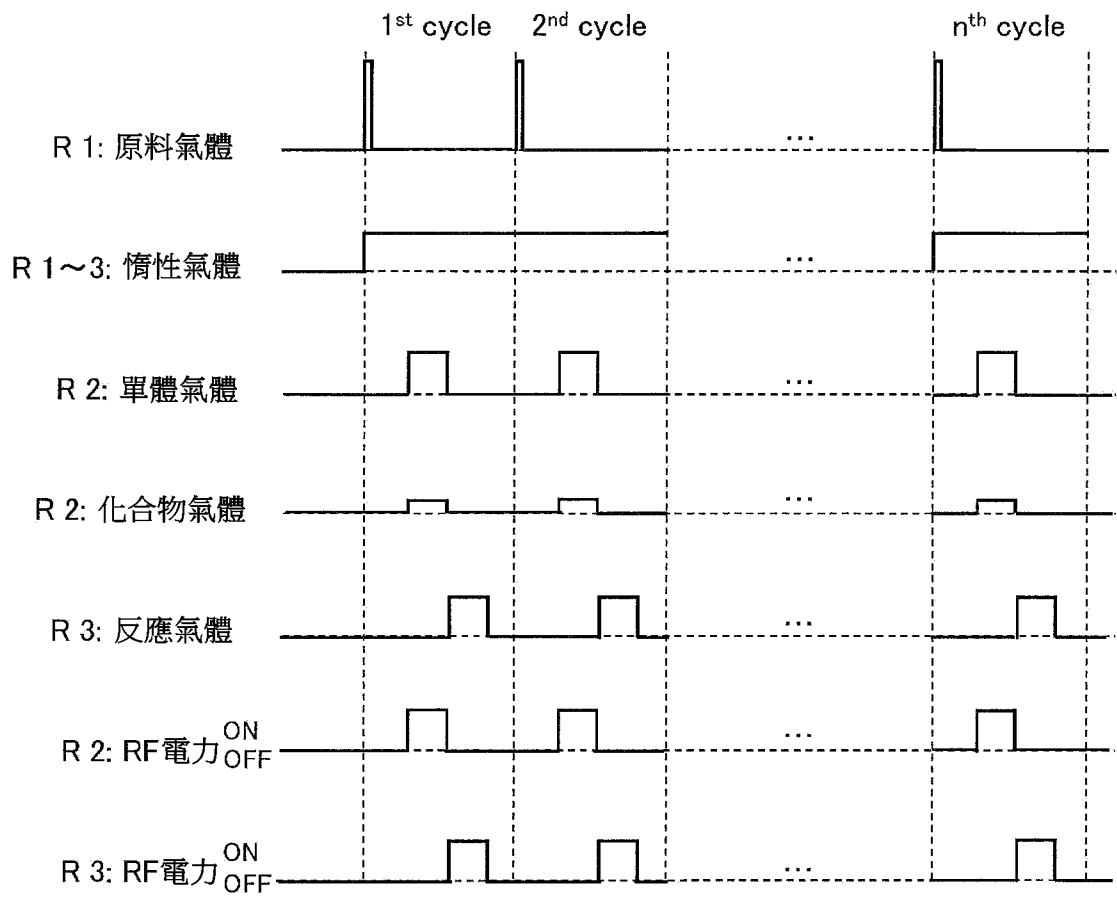 1st cycle 2nd cycle nth cycle
R 1: 原料氣體 ...
R 1～3: 惰性氣體 ...
R 2: 單體氣體 ...
R 2: 化合物氣體 ...
R 3: 反應氣體 ...
R 2: RF電力 ON OFF ...
R 3: RF電力 ON OFF ...